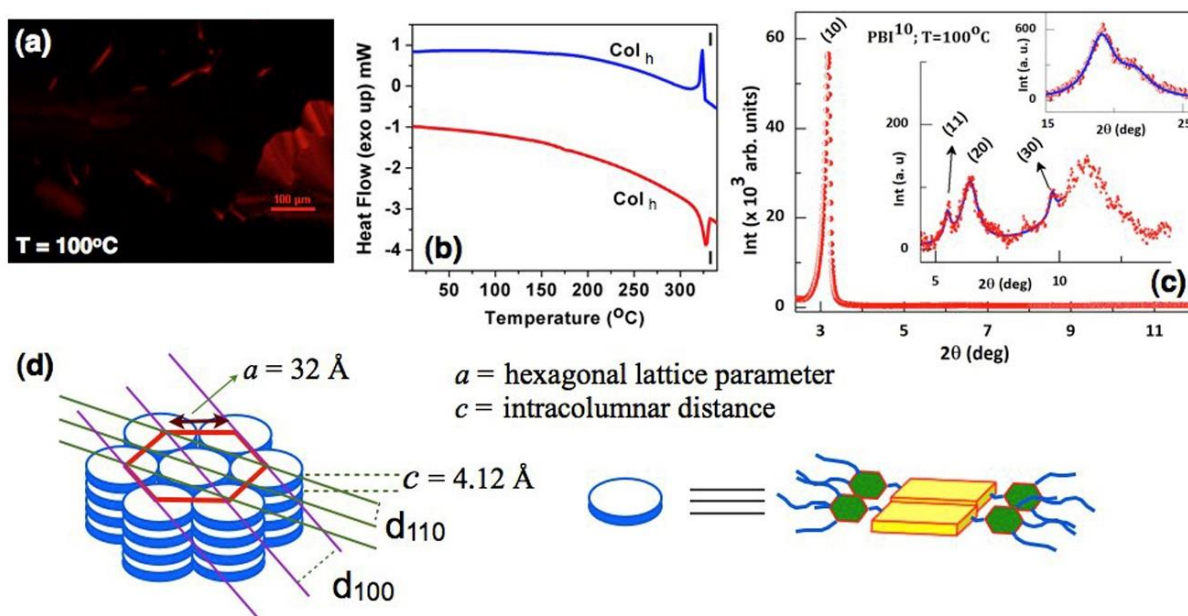 (a)
100 µm
T = 100°C
Heat Flow (exo up) mW
1
0
-1
-2
-3
-4
Col h
I
Col h
I
(b)
50 100 150 200 250 300
Temperature (°C)
Int (x 10³ arb. units)
60
40
20
0
(10)
PBI¹⁰; T=100°C
(c)
3 5 7 9 11
2θ (deg)
Int (a. u)
200
0
(11)
(20)
(30)
5 10
2θ (deg)
Int (a. u.)
600
0
15 25
2θ (deg)
(d)
a = 32 Å
c = 4.12 Å
d110
d100
a = hexagonal lattice parameter
c = intracolumnar distance